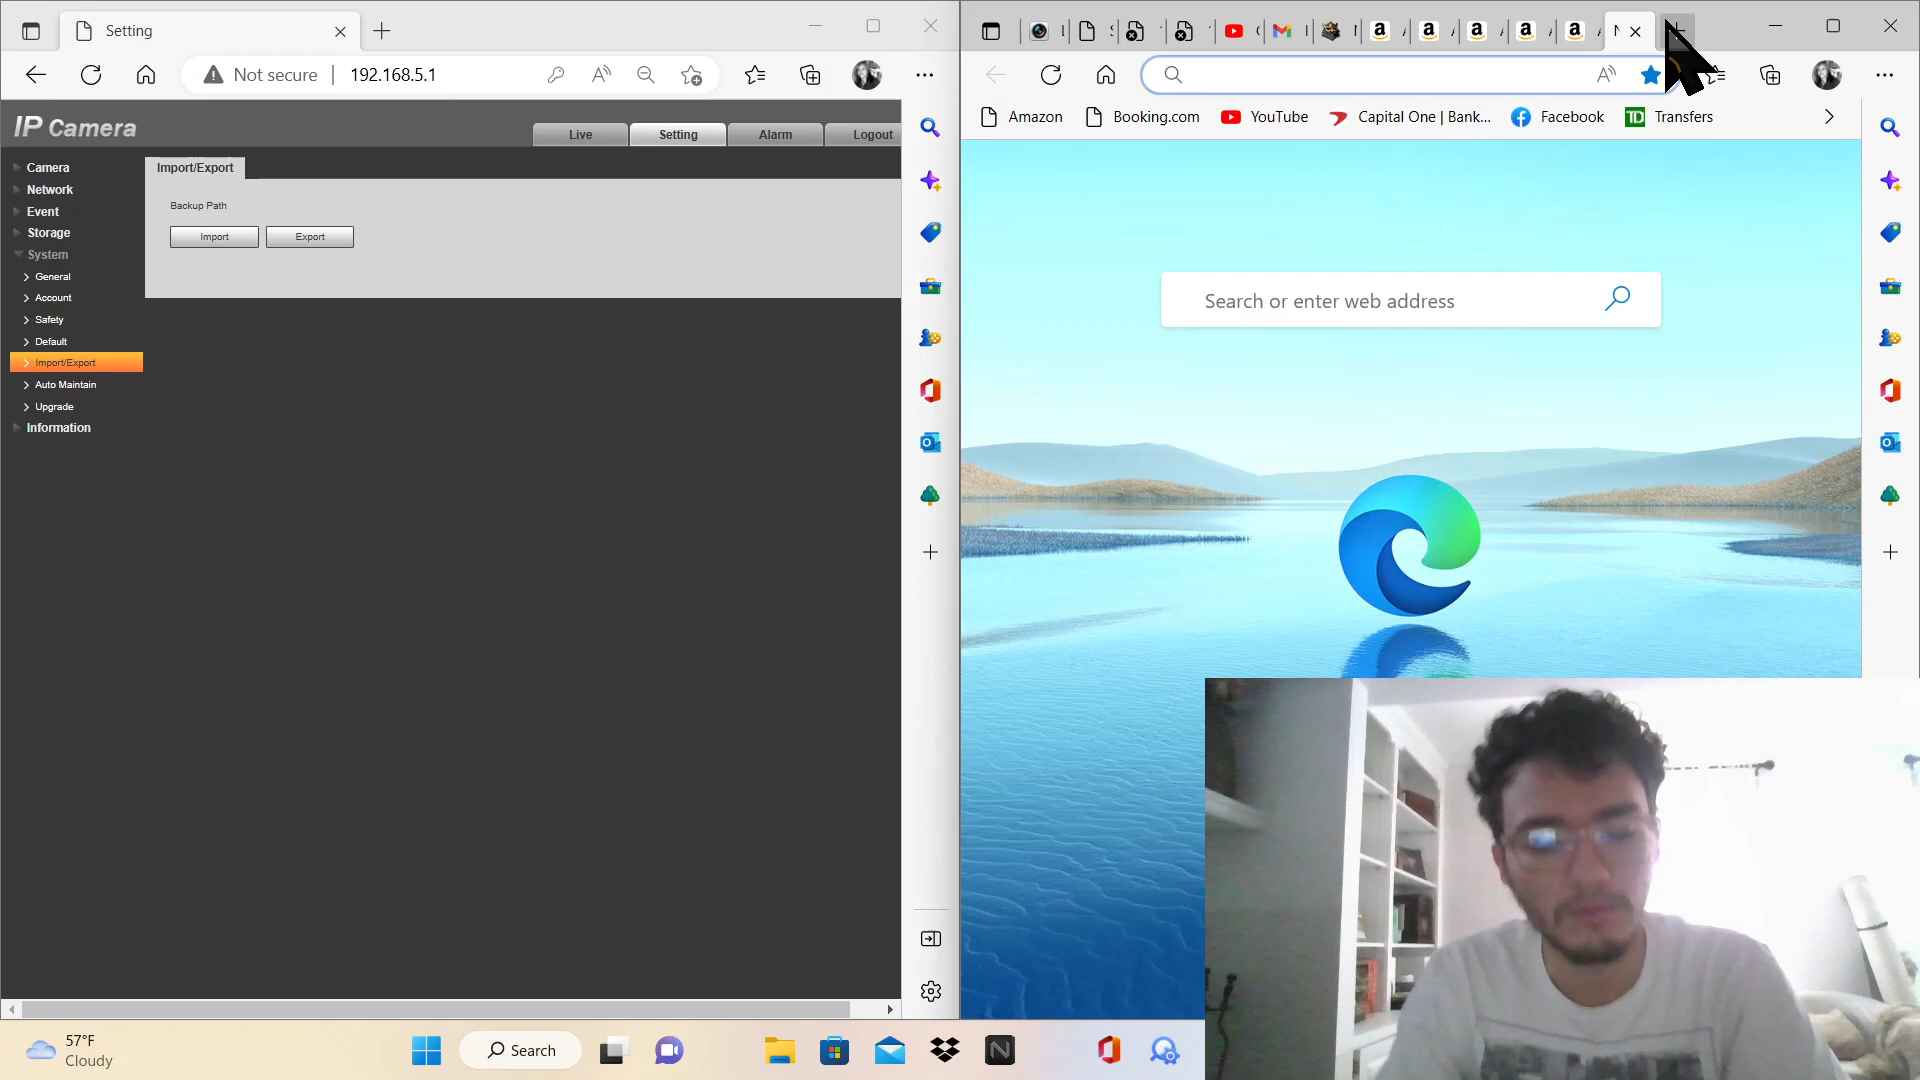 Setting
Not secure
192.168.5.1
IP Camera
Live
Setting
Alarm
Logout
Camera
Network
Event
Storage
System
General
Account
Safety
Default
Import/Export
Auto Maintain
Upgrade
Information
Import/Export
Backup Path
Import
Export
Amazon
Booking.com
YouTube
Capital One | Bank...
Facebook
Transfers
Search or enter web address
57°F
Cloudy
Search